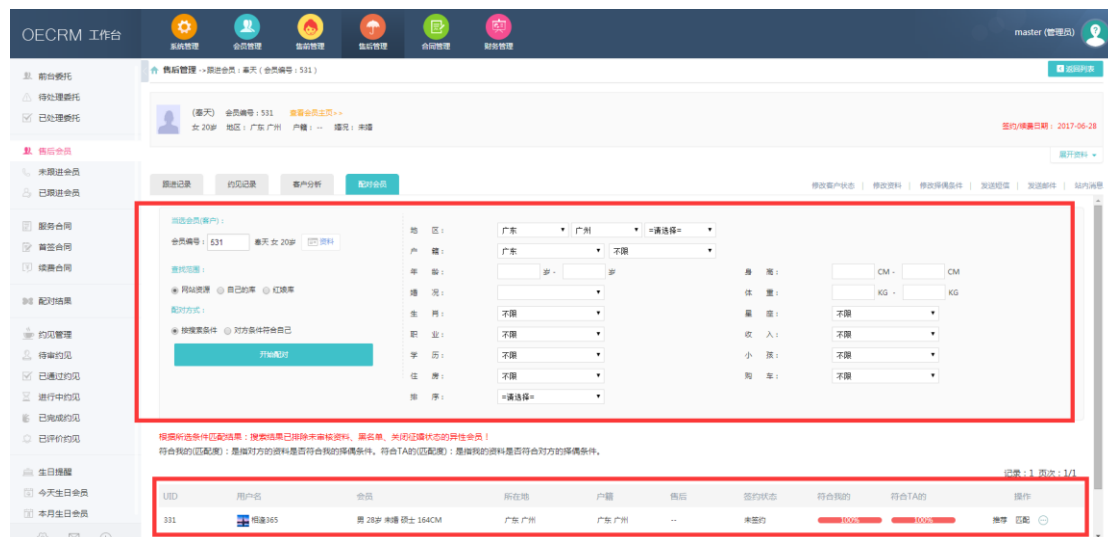 OECRM 工作台
系统管理 会员管理 售前管理 售后管理 合同管理 财务管理
master (管理员)
前台委托
待处理委托
已处理委托
售后会员
未跟进会员
已跟进会员
服务合同
首签合同
续费合同
配对结果
约见管理
待审约见
已通过约见
进行中约见
已完成约见
已评价约见
生日提醒
今天生日会员
本月生日会员
售后管理 ->跟进会员：奉天 ( 会员编号：531 )
返回列表
(奉天) 会员编号：531 查看会员主页>>
女 20岁 地区：广东 广州 户籍：-- 婚况：未婚
签约/续费日期：2017-06-28
展开资料
跟进记录 约见记录 客户分析 配对会员
修改客户状态 | 修改资料 | 修改择偶条件 | 发送短信 | 发送邮件 | 站内消息
当选会员(客户)：
会员编号：531 奉天 女 20岁 资料
查找范围：
网站资源 自己的库 红娘库
配对方式：
按搜索条件 对方条件符合自己
开始配对
地 区： 广东 广州 =请选择=
户 籍： 广东 不限
年 龄： 岁 - 岁 身 高： CM - CM
婚 况： 体 重： KG - KG
生 肖： 不限 星 座： 不限
职 业： 不限 收 入： 不限
学 历： 不限 小 孩： 不限
住 房： 不限 购 车： 不限
排 序： =请选择=
根据所选条件匹配结果：搜索结果已排除未审核资料、黑名单、关闭征婚状态的异性会员！
符合我的(匹配度)：是指对方的资料是否符合我的择偶条件。符合TA的(匹配度)：是指我的资料是否符合对方的择偶条件。
记录：1 页次：1/1
UID 用户名 会员 所在地 户籍 售后 签约状态 符合我的 符合TA的 操作
331 相逢365 男 28岁 未婚 硕士 164CM 广东 广州 广东 广州 -- 未签约 100% 100% 推荐 匹配